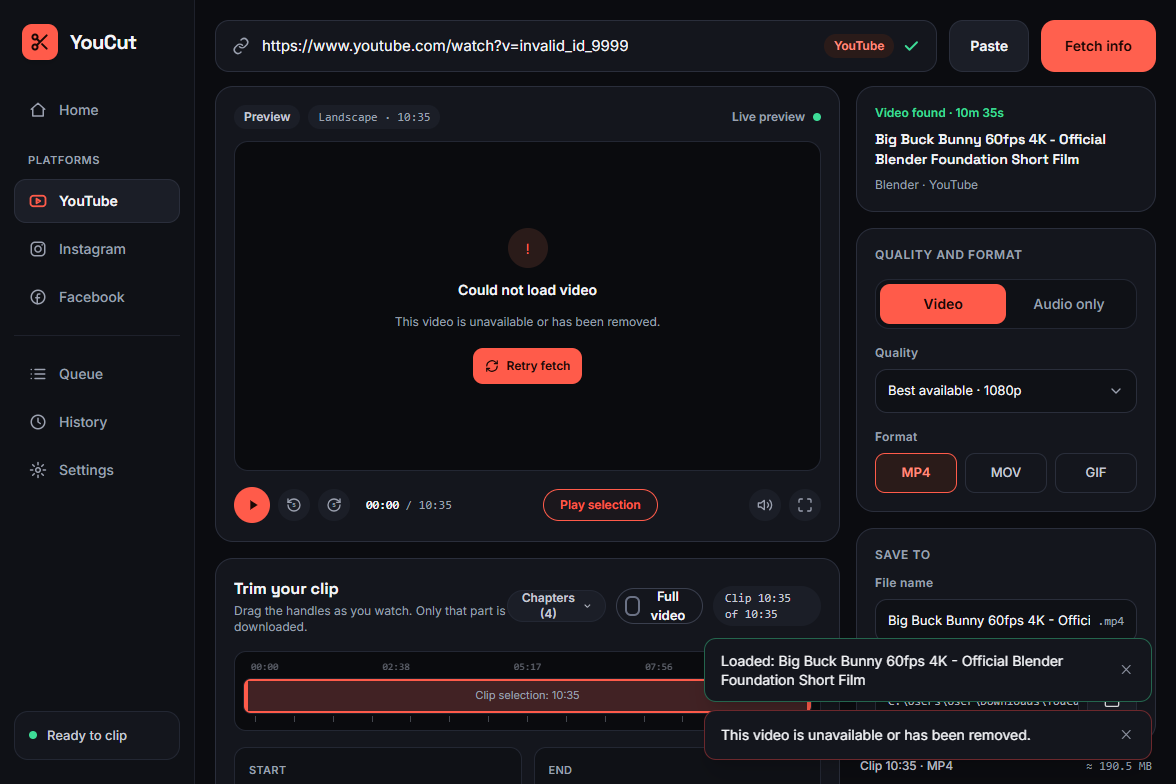 YouCut
https://www.youtube.com/watch?v=invalid_id_9999
YouTube
Paste
Fetch info
Home
PLATFORMS
YouTube
Instagram
Facebook
Queue
History
Settings
Ready to clip
Preview
Landscape · 10:35
Live preview
!
Could not load video
This video is unavailable or has been removed.
Retry fetch
5
5
00:00 / 10:35
Play selection
Trim your clip
Drag the handles as you watch. Only that part is
downloaded.
Chapters
(4)
Full
video
Clip 10:35
of 10:35
00:00
02:38
05:17
07:56
Clip selection: 10:35
START
END
Video found · 10m 35s
Big Buck Bunny 60fps 4K - Official
Blender Foundation Short Film
Blender · YouTube
QUALITY AND FORMAT
Video
Audio only
Quality
Best available · 1080p
Format
MP4
MOV
GIF
SAVE TO
File name
Big Buck Bunny 60fps 4K - Offici .mp4
Loaded: Big Buck Bunny 60fps 4K - Official Blender
Foundation Short Film
This video is unavailable or has been removed.
Clip 10:35 · MP4
≈ 190.5 MB